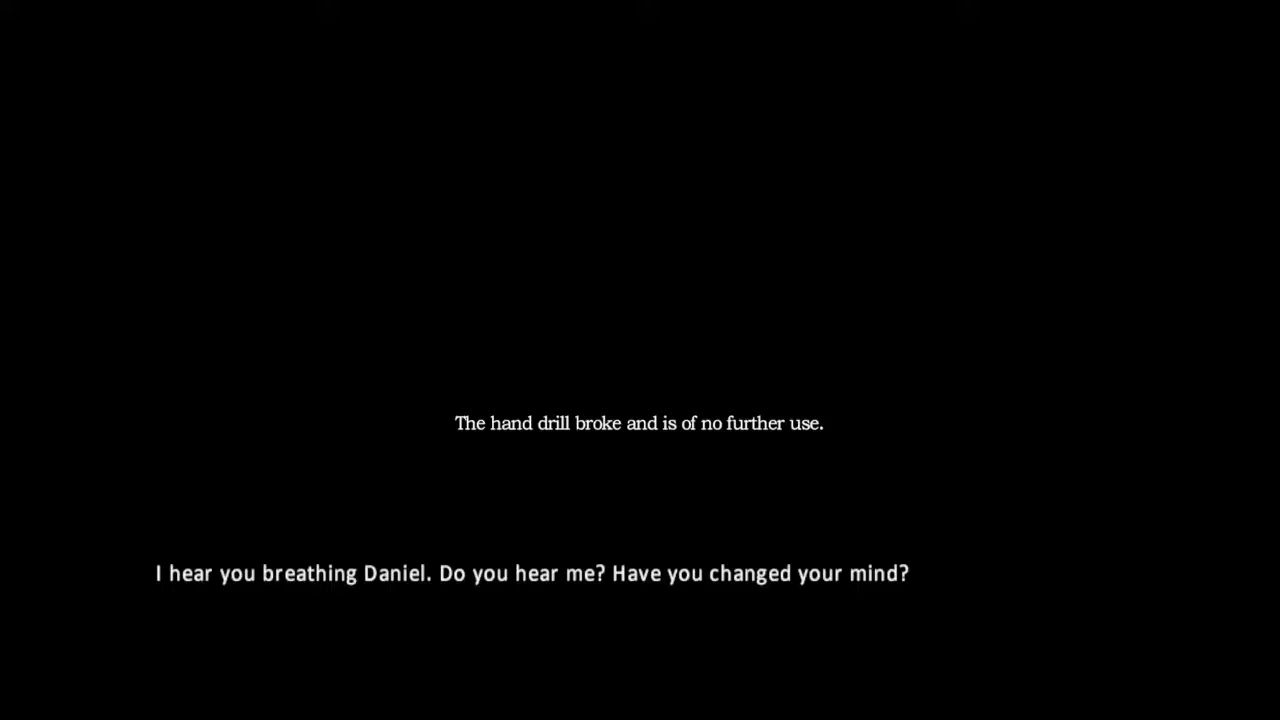 The hand drill broke and is of no further use.
I hear you breathing Daniel. Do you hear me? Have you changed your mind?